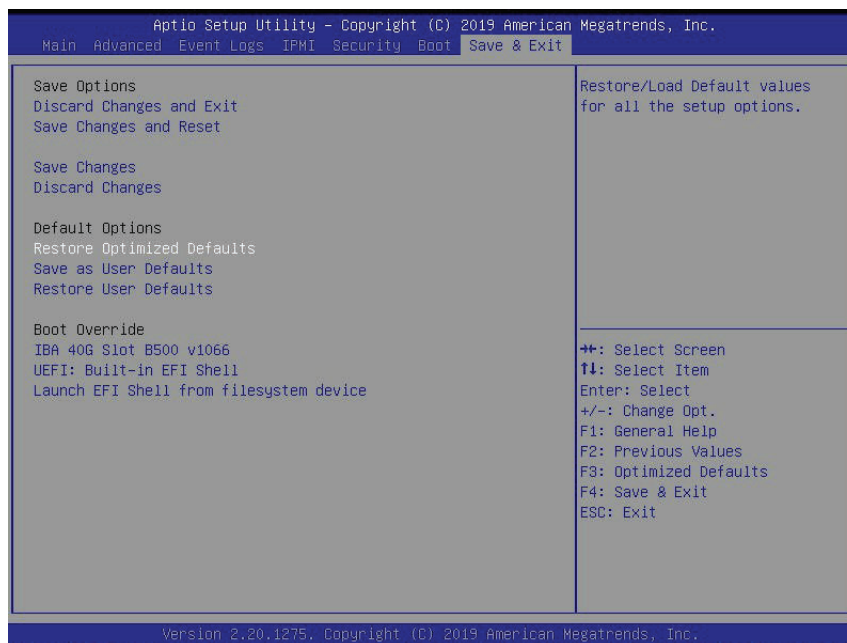 Aptio Setup Utility – Copyright (C) 2019 American Megatrends, Inc.
Main Advanced Event Logs IPMI Security Boot Save & Exit
Save Options
Discard Changes and Exit
Save Changes and Reset
Save Changes
Discard Changes
Default Options
Restore Optimized Defaults
Save as User Defaults
Restore User Defaults
Boot Override
IBA 40G Slot B500 v1066
UEFI: Built-in EFI Shell
Launch EFI Shell from filesystem device
Restore/Load Default values
for all the setup options.
→←: Select Screen
↑↓: Select Item
Enter: Select
+/-: Change Opt.
F1: General Help
F2: Previous Values
F3: Optimized Defaults
F4: Save & Exit
ESC: Exit
Version 2.20.1275. Copyright (C) 2019 American Megatrends, Inc.